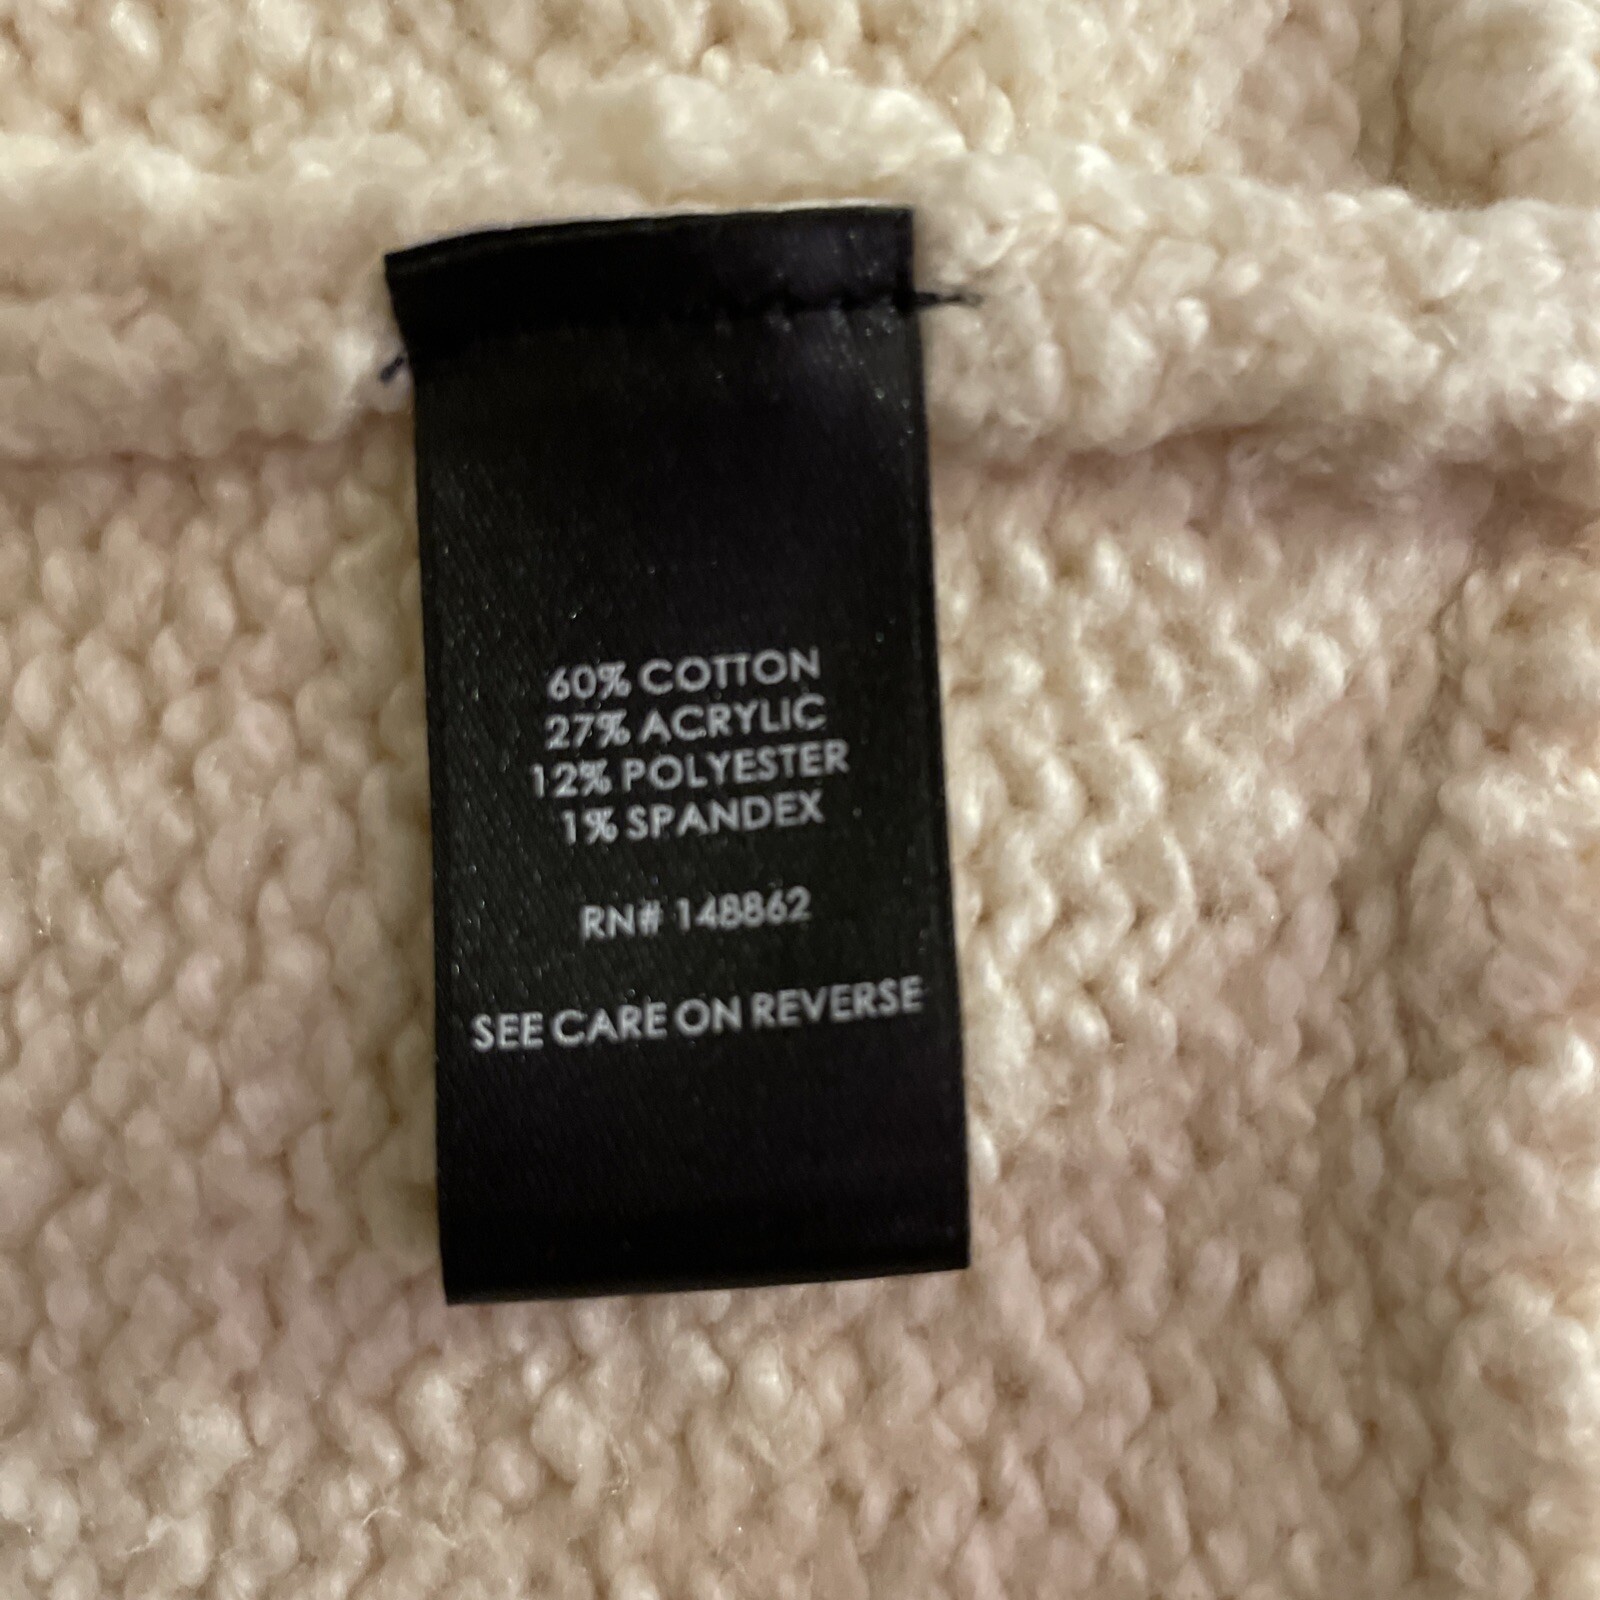 60% COTTON
27% ACRYLIC
12% POLYESTER
1% SPANDEX
RN# 148862
SEE CARE ON REVERSE